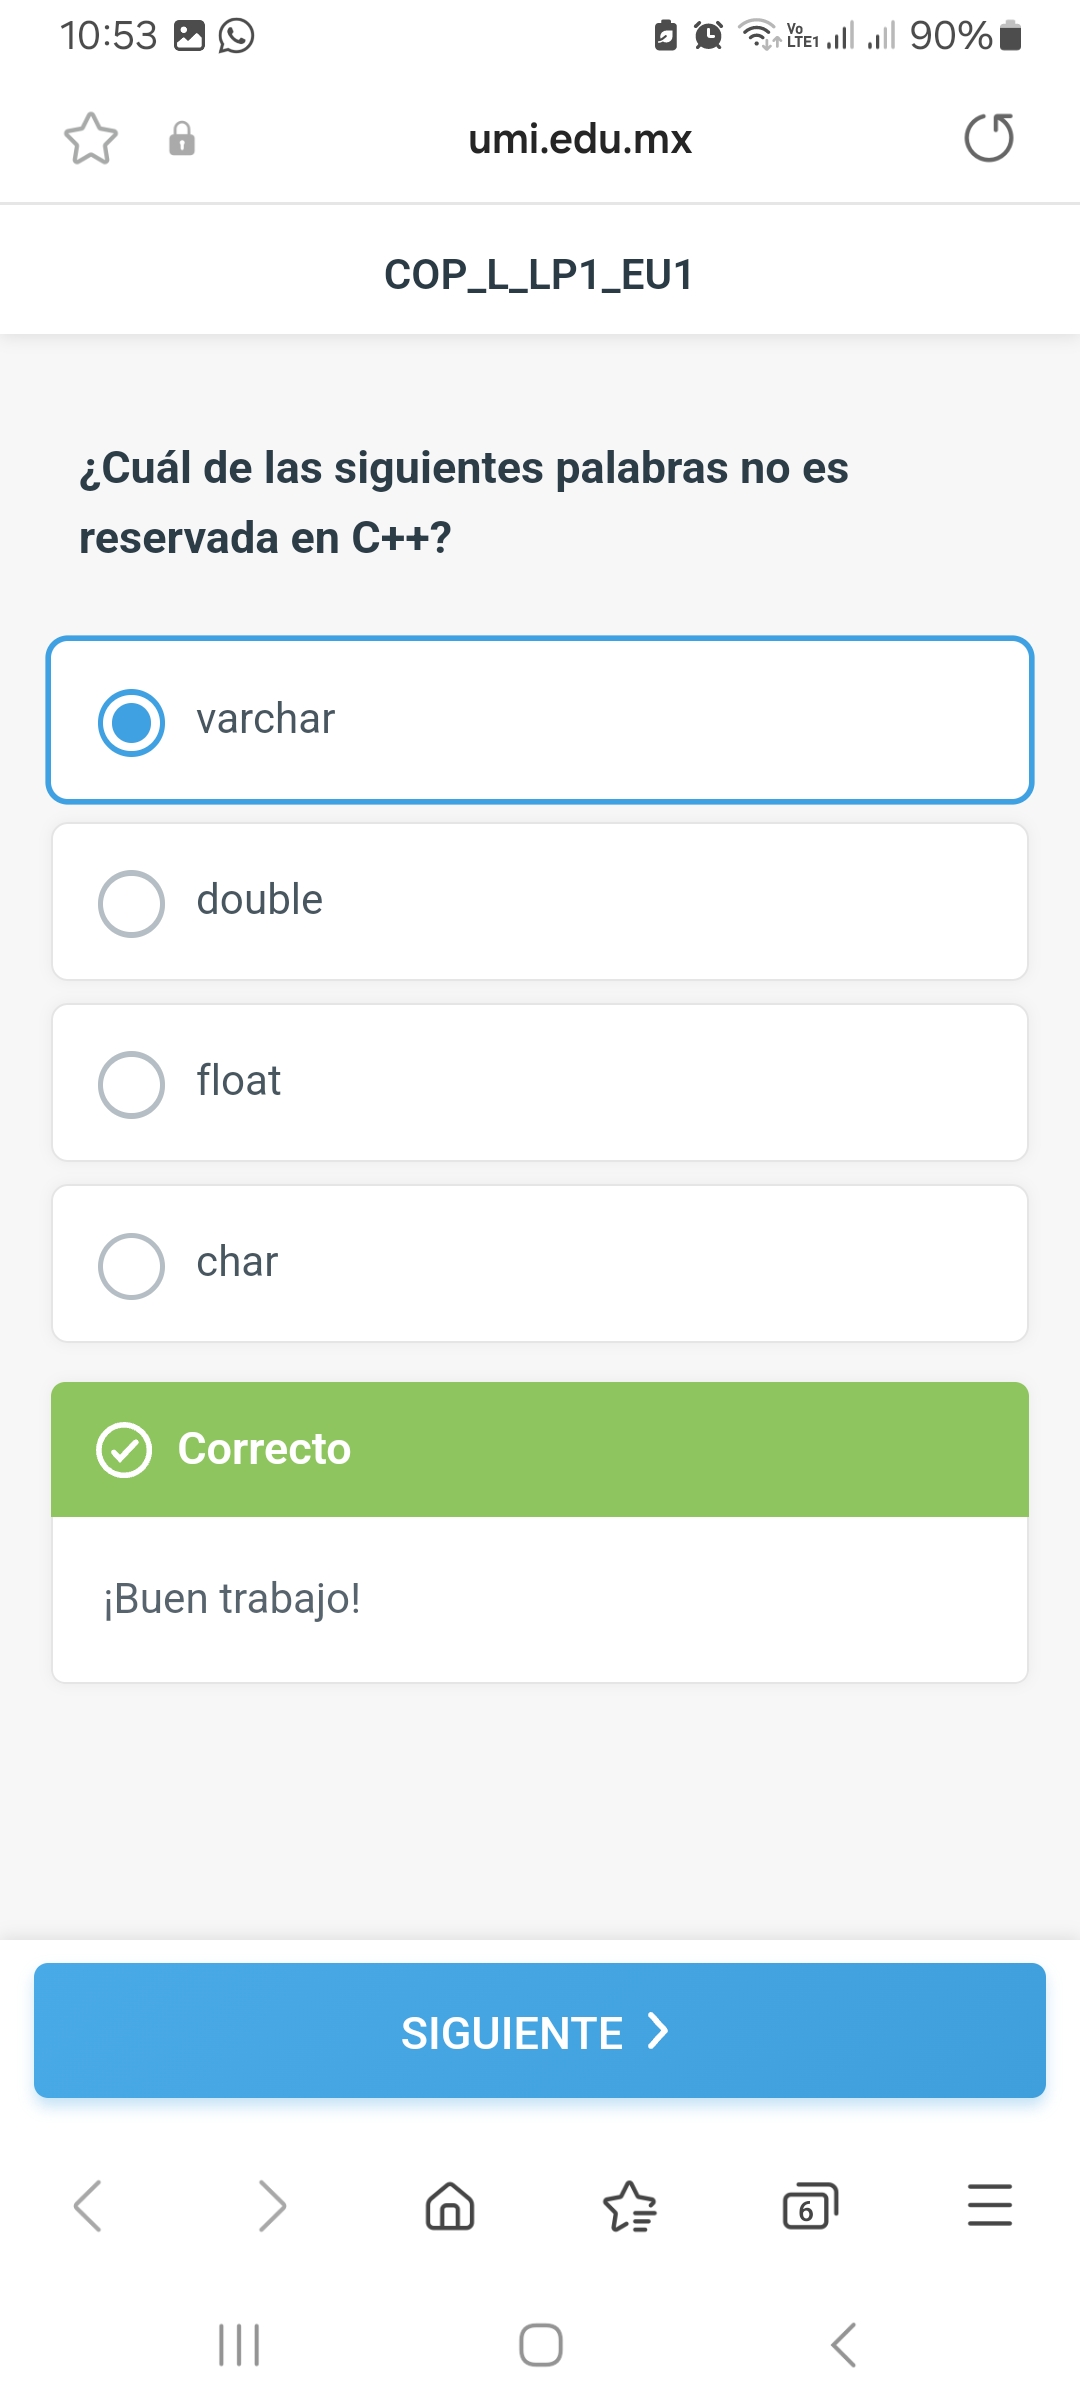 10:53 Vo LTE1 90%
umi.edu.mx
COP_L_LP1_EU1
¿Cuál de las siguientes palabras no es
reservada en C++?
varchar
double
float
char
Correcto
¡Buen trabajo!
SIGUIENTE
6